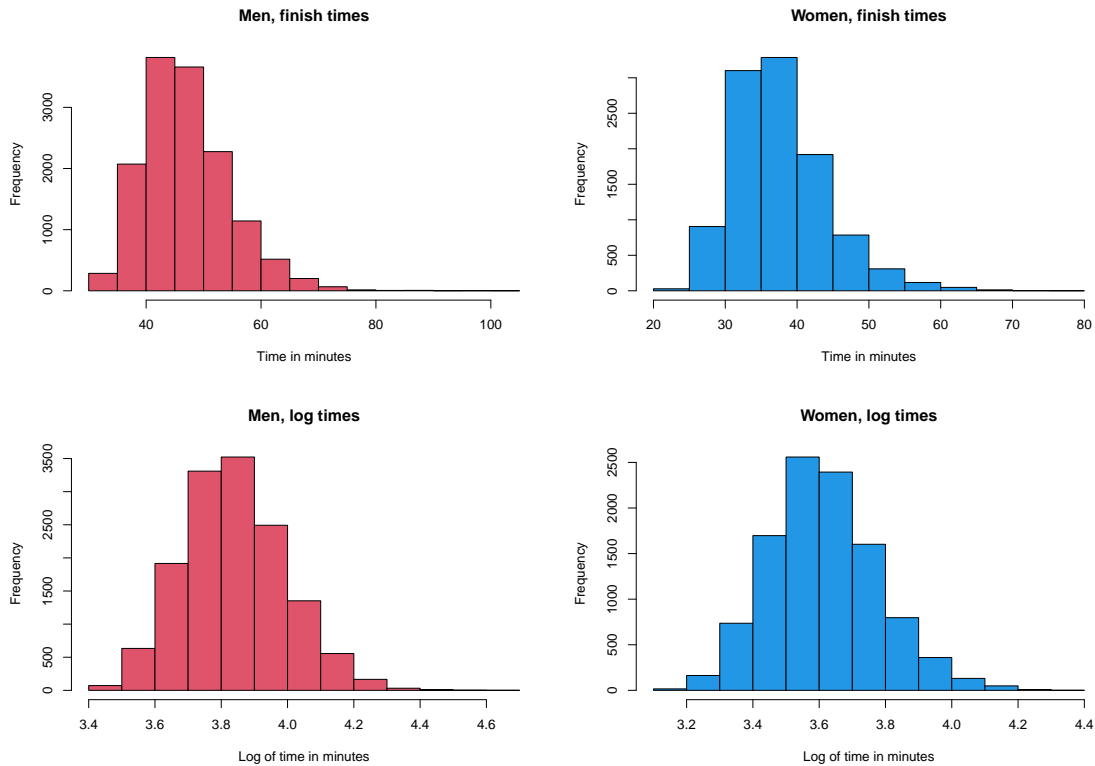 Men, finish times
Frequency
0 1000 2000 3000
40 60 80 100
Time in minutes
Women, finish times
Frequency
0 500 1500 2500
20 30 40 50 60 70 80
Time in minutes
Men, log times
Frequency
0 500 1500 2500 3500
3.4 3.6 3.8 4.0 4.2 4.4 4.6
Log of time in minutes
Women, log times
Frequency
0 500 1000 1500 2000 2500
3.2 3.4 3.6 3.8 4.0 4.2 4.4
Log of time in minutes